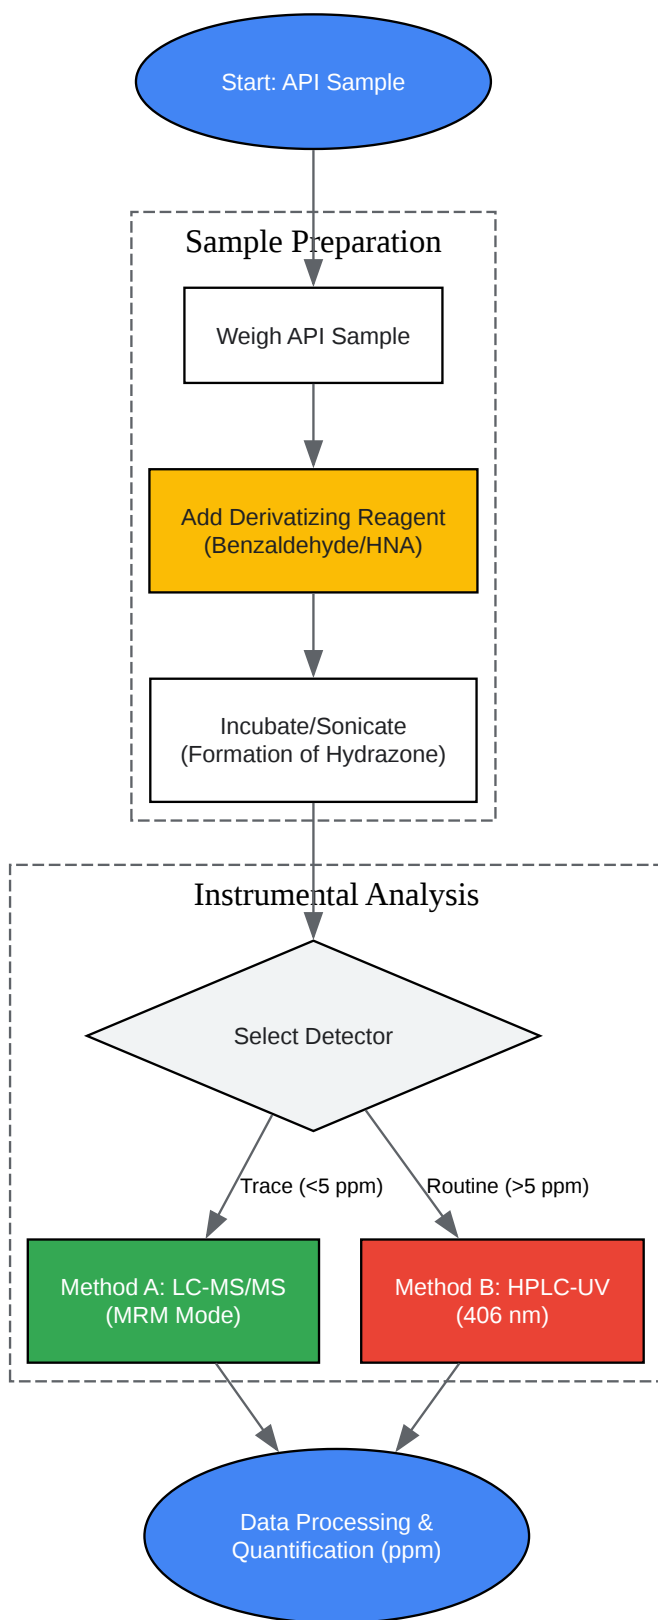 Start: API Sample
Sample Preparation
Weigh API Sample
Add Derivatizing Reagent
(Benzaldehyde/HNA)
Incubate/Sonicate
(Formation of Hydrazone)
Instrumental Analysis
Select Detector
Trace (<5 ppm)
Routine (>5 ppm)
Method A: LC-MS/MS
(MRM Mode)
Method B: HPLC-UV
(406 nm)
Data Processing &
Quantification (ppm)